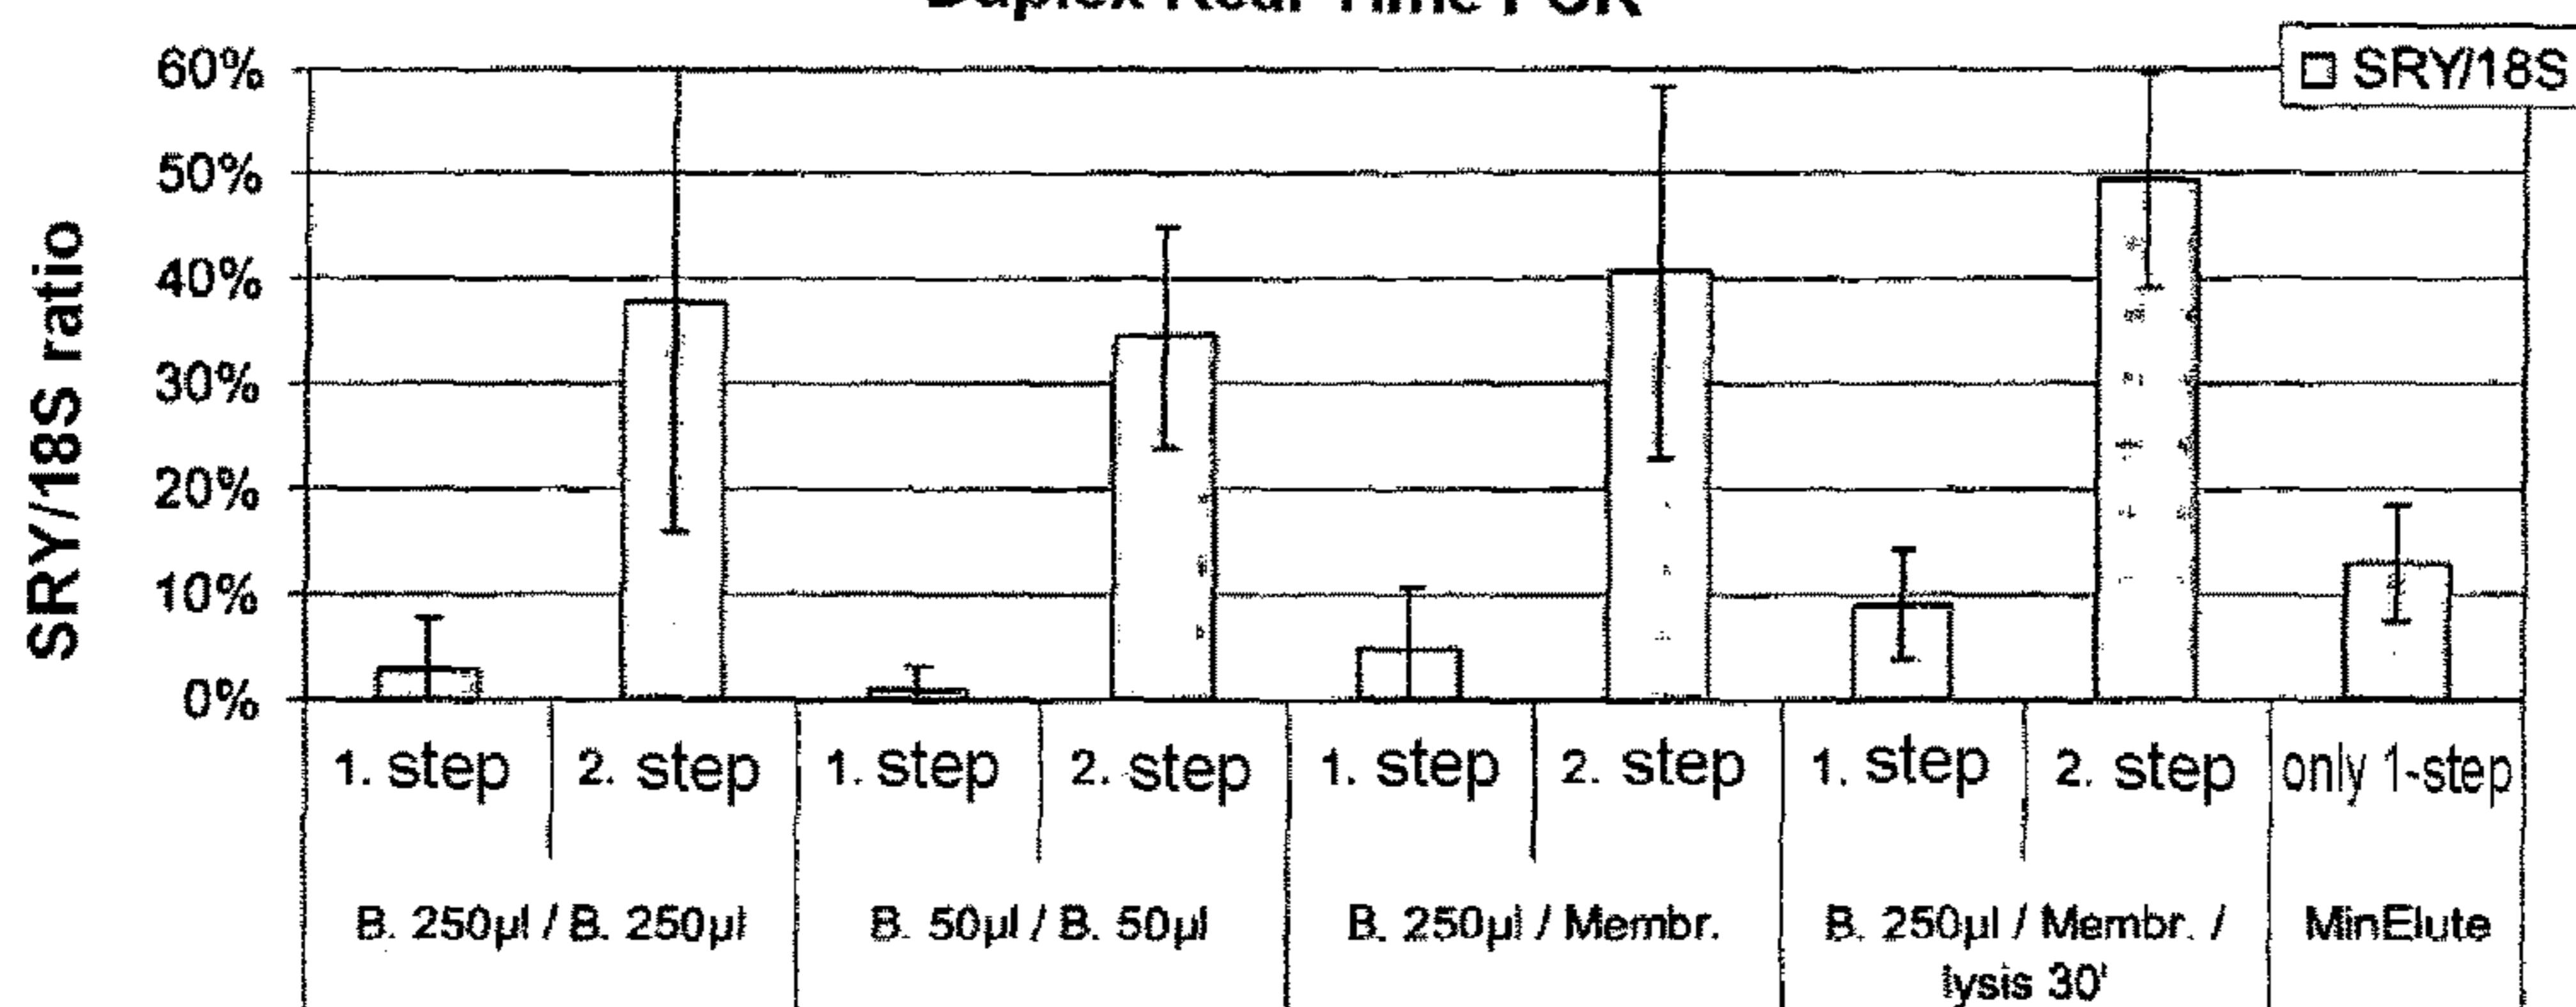 Duplex Real Time PCR
60%
SRY/18S
50%
40%
30%
20%
10%
0%
SRY/18S ratio
1. step 2. step 1. step 2. step 1. step 2. step 1. step 2. step only 1-step
B. 250µl / B. 250µl B. 50µl / B. 50µl B. 250µl / Membr. B. 250µl / Membr. / MinElute
lysis 30'